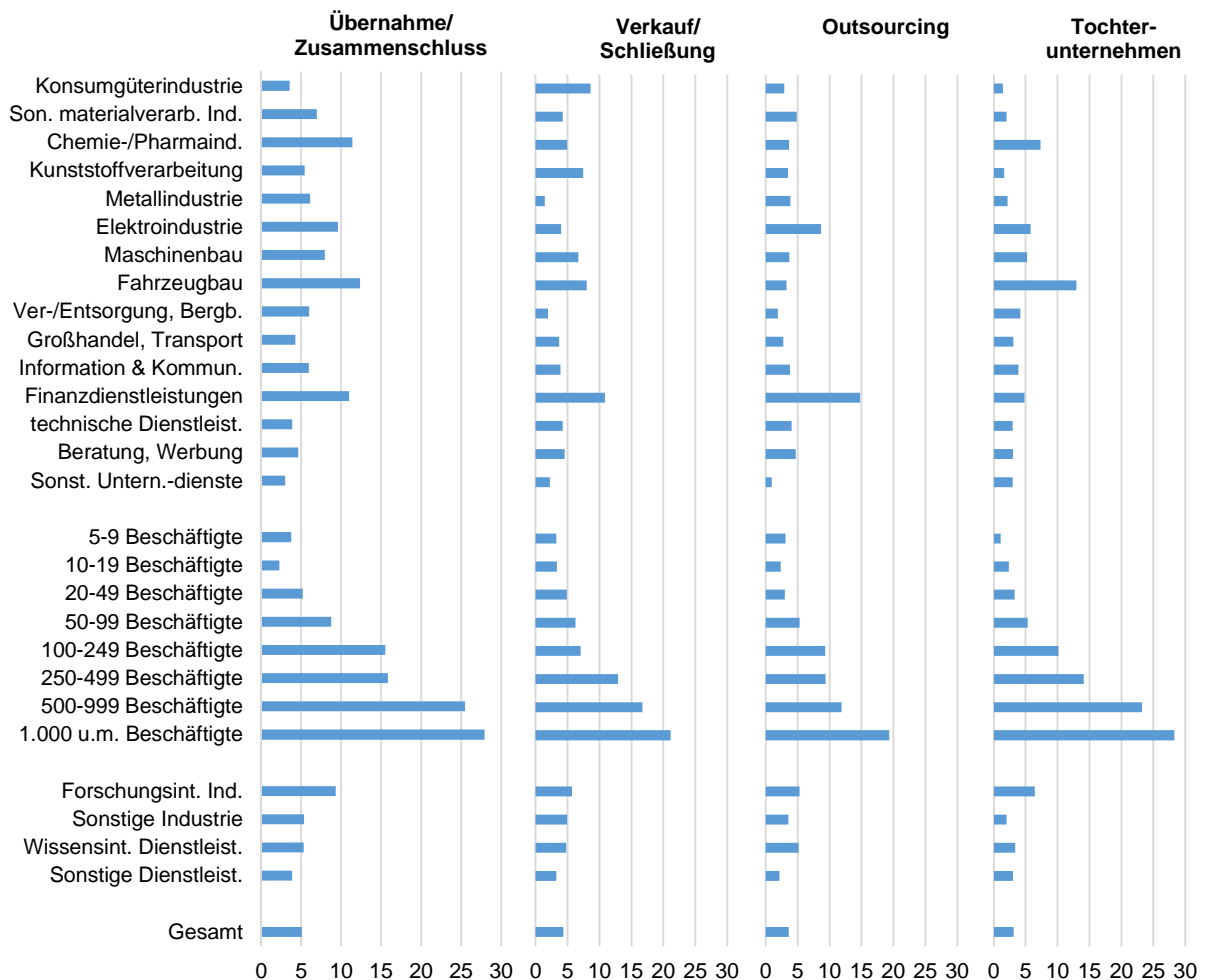 Übernahme/
Zusammenschluss
Verkauf/
Schließung
Outsourcing
Tochter-
unternehmen
Konsumgüterindustrie
Son. materialverarb. Ind.
Chemie-/Pharmaind.
Kunststoffverarbeitung
Metallindustrie
Elektroindustrie
Maschinenbau
Fahrzeugbau
Ver-/Entsorgung, Bergb.
Großhandel, Transport
Information & Kommun.
Finanzdienstleistungen
technische Dienstleist.
Beratung, Werbung
Sonst. Untern.-dienste
5-9 Beschäftigte
10-19 Beschäftigte
20-49 Beschäftigte
50-99 Beschäftigte
100-249 Beschäftigte
250-499 Beschäftigte
500-999 Beschäftigte
1.000 u.m. Beschäftigte
Forschungsint. Ind.
Sonstige Industrie
Wissensint. Dienstleist.
Sonstige Dienstleist.
Gesamt
0 5 10 15 20 25 30 0 5 10 15 20 25 30 0 5 10 15 20 25 30 0 5 10 15 20 25 30